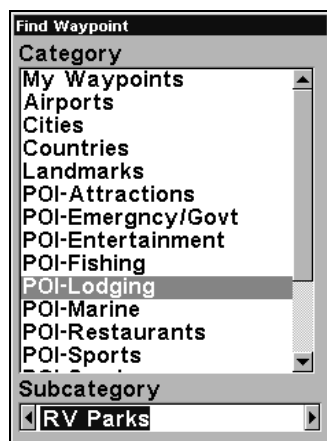 Find Waypoint
Category
My Waypoints
Airports
Cities
Countries
Landmarks
POI-Attractions
POI-Emergncy/Govt
POI-Entertainment
POI-Fishing
POI-Lodging
POI-Marine
POI-Restaurants
POI-Sports
Subcategory
RV Parks